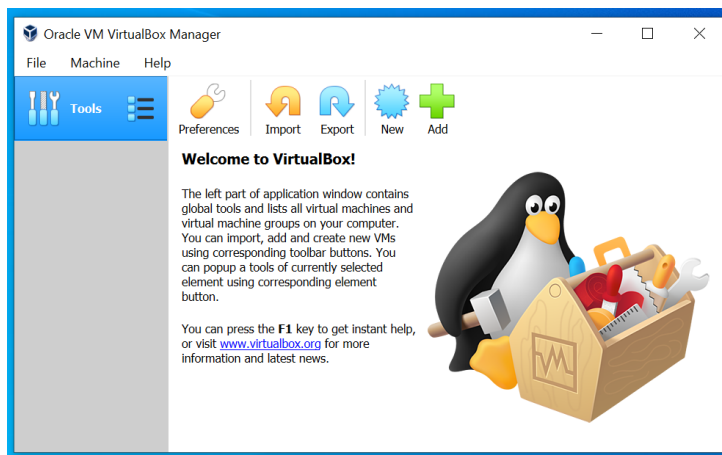 Oracle VM VirtualBox Manager
File Machine Help
Tools
Preferences Import Export New Add
Welcome to VirtualBox!
The left part of application window contains
global tools and lists all virtual machines and
virtual machine groups on your computer.
You can import, add and create new VMs
using corresponding toolbar buttons. You
can popup a tools of currently selected
element using corresponding element
button.
You can press the F1 key to get instant help,
or visit www.virtualbox.org for more
information and latest news.